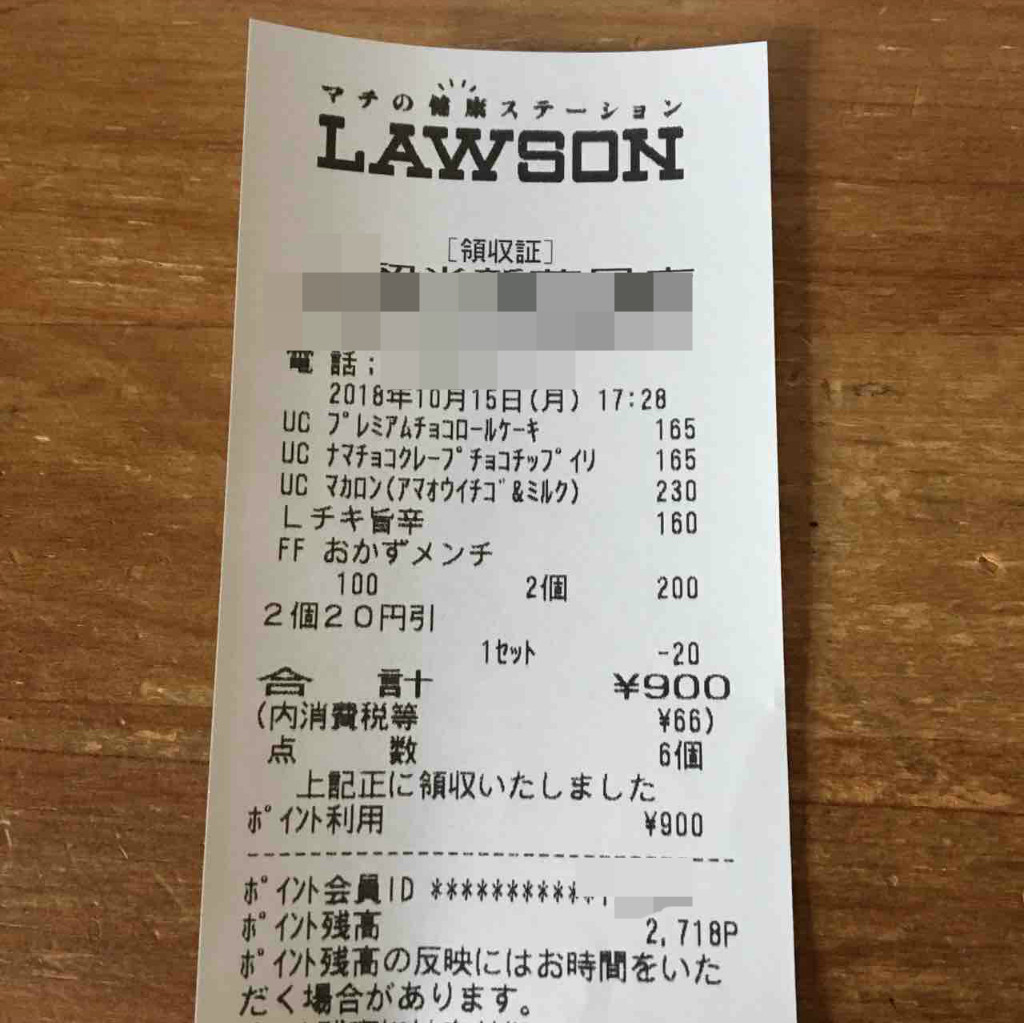 マチの健康ステーション
LAWSON
[領収証]
電話;
2018年10月15日(月) 17:28
UC プレミアムチョコロールケーキ 165
UC ナマチョコクレープチョコチップイリ 165
UC マカロン(アマオウイチゴ&ミルク) 230
Lチキ旨辛 160
FF おかずメンチ
100 2個 200
2個20円引
1セット -20
合 計 ¥900
(内消費税等 ¥66)
点 数 6個
上記正に領収いたしました
ポイント利用 ¥900
ポイント会員ID **********
ポイント残高 2,718P
ポイント残高の反映にはお時間をいた
だく場合があります。